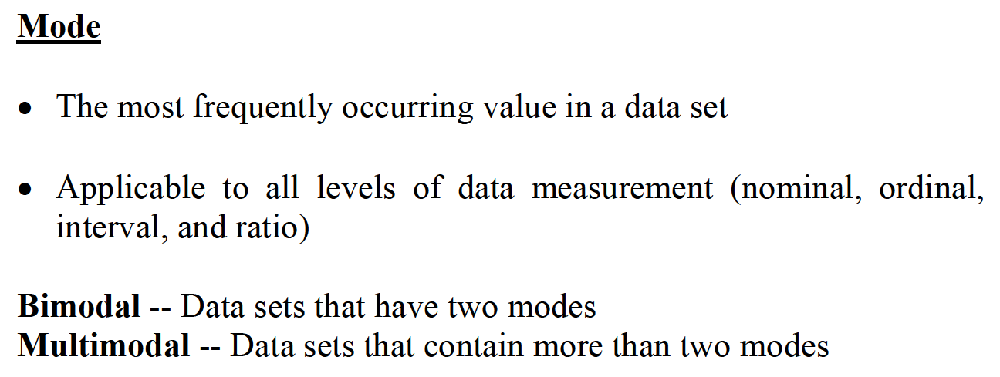 Mode
• The most frequently occurring value in a data set
• Applicable to all levels of data measurement (nominal, ordinal,
interval, and ratio)
Bimodal -- Data sets that have two modes
Multimodal -- Data sets that contain more than two modes